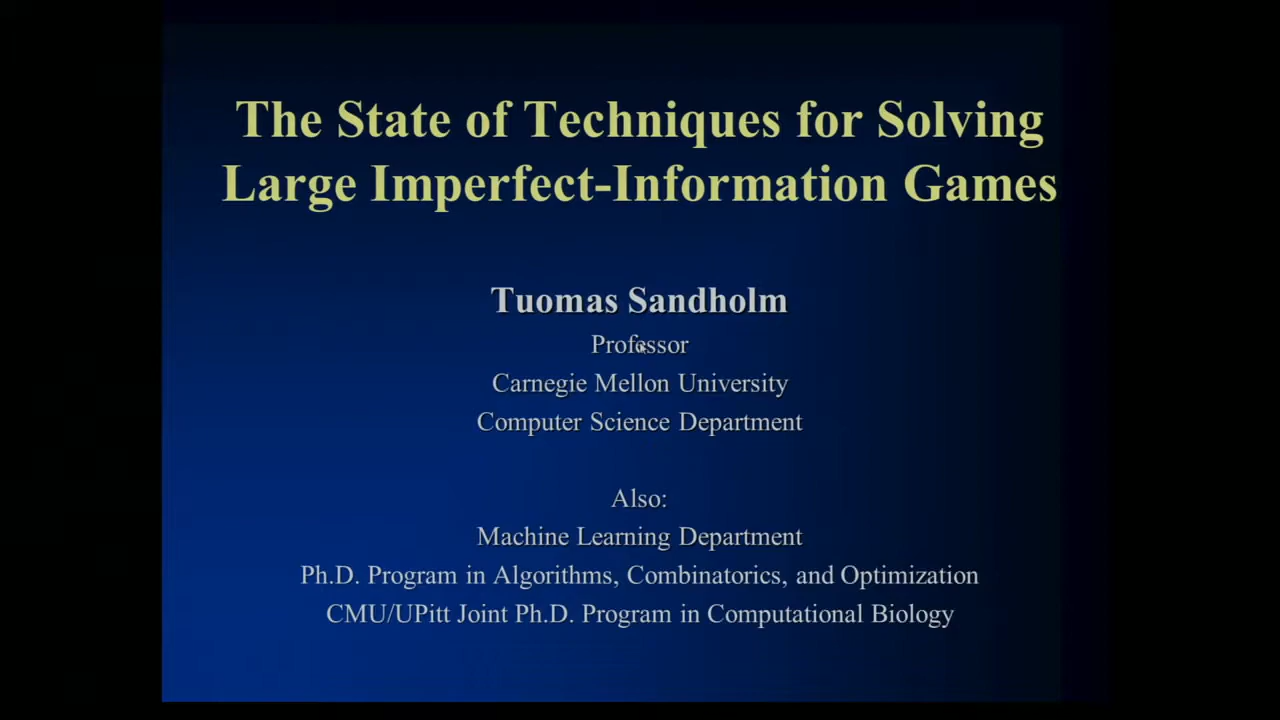 The State of Techniques for Solving
Large Imperfect-Information Games
Tuomas Sandholm
Professor
Carnegie Mellon University
Computer Science Department
Also:
Machine Learning Department
Ph.D. Program in Algorithms, Combinatorics, and Optimization
CMU/UPitt Joint Ph.D. Program in Computational Biology